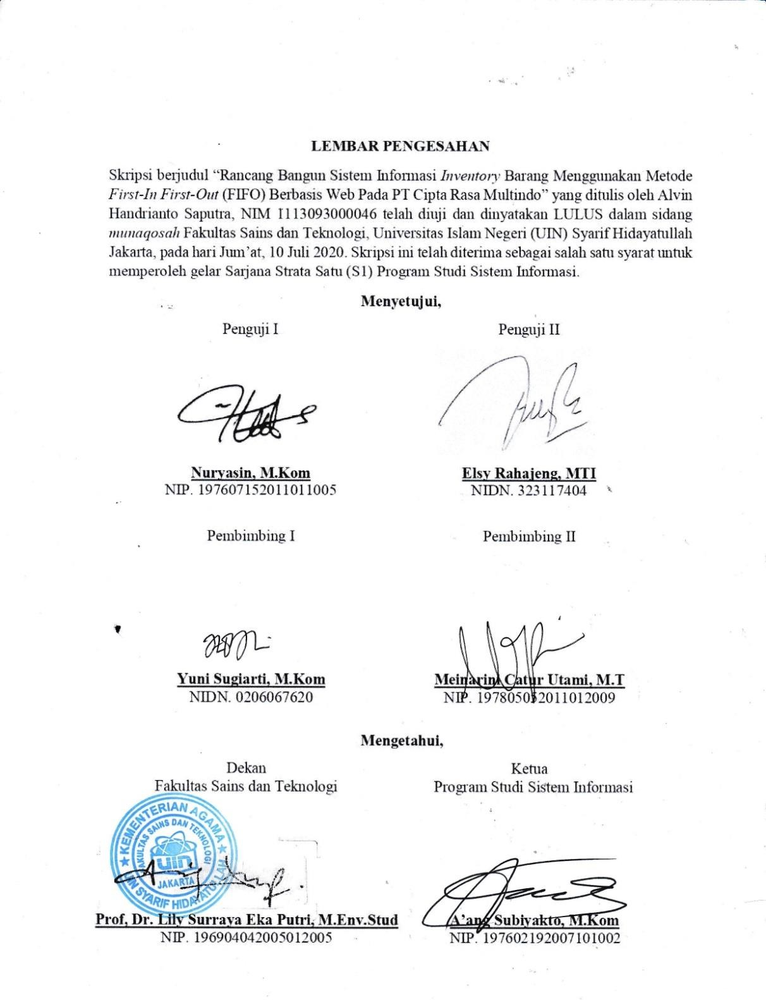 LEMBAR PENGESAHAN
Skripsi berjudul “Rancang Bangun Sistem Informasi Inventory Barang Menggunakan Metode
First-In First-Out (FIFO) Berbasis Web Pada PT Cipta Rasa Multindo” yang ditulis oleh Alvin
Handrianto Saputra, NIM 1113093000046 telah diuji dan dinyatakan LULUS dalam sidang
munaqosah Fakultas Sains dan Teknologi, Universitas Islam Negeri (UIN) Syarif Hidayatullah
Jakarta, pada hari Jum’at, 10 Juli 2020. Skripsi ini telah diterima sebagai salah satu syarat untuk
memperoleh gelar Sarjana Strata Satu (S1) Program Studi Sistem Informasi.
Menyetujui,
Penguji I
Penguji II
Nuryasin, M.Kom
NIP. 197607152011011005
Elsy Rahajeng, MTI
NIDN. 323117404
Pembimbing I
Pembimbing II
Yuni Sugiarti, M.Kom
NIDN. 0206067620
Meinarini Catur Utami, M.T
NIP. 197805052011012009
Mengetahui,
Dekan
Fakultas Sains dan Teknologi
Ketua
Program Studi Sistem Informasi
KEMENTERIAN AGAMA
FAKULTAS SAINS DAN TEKNOLOGI
uin
JAKARTA
UIN SYARIF HIDAYATULLAH
Prof, Dr. Lily Surraya Eka Putri, M.Env.Stud
NIP. 196904042005012005
A’ang Subiyakto, M.Kom
NIP. 197602192007101002